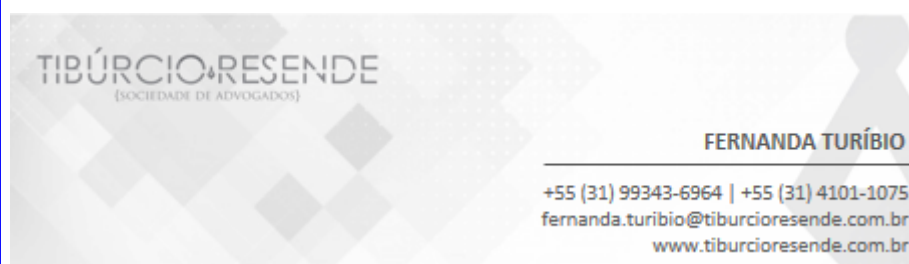 TIBÚRCIO RESENDE
(SOCIEDADE DE ADVOGADOS)
FERNANDA TURÍBIO
+55 (31) 99343-6964 | +55 (31) 4101-1075
fernanda.turibio@tiburcioresende.com.br
www.tiburcioresende.com.br